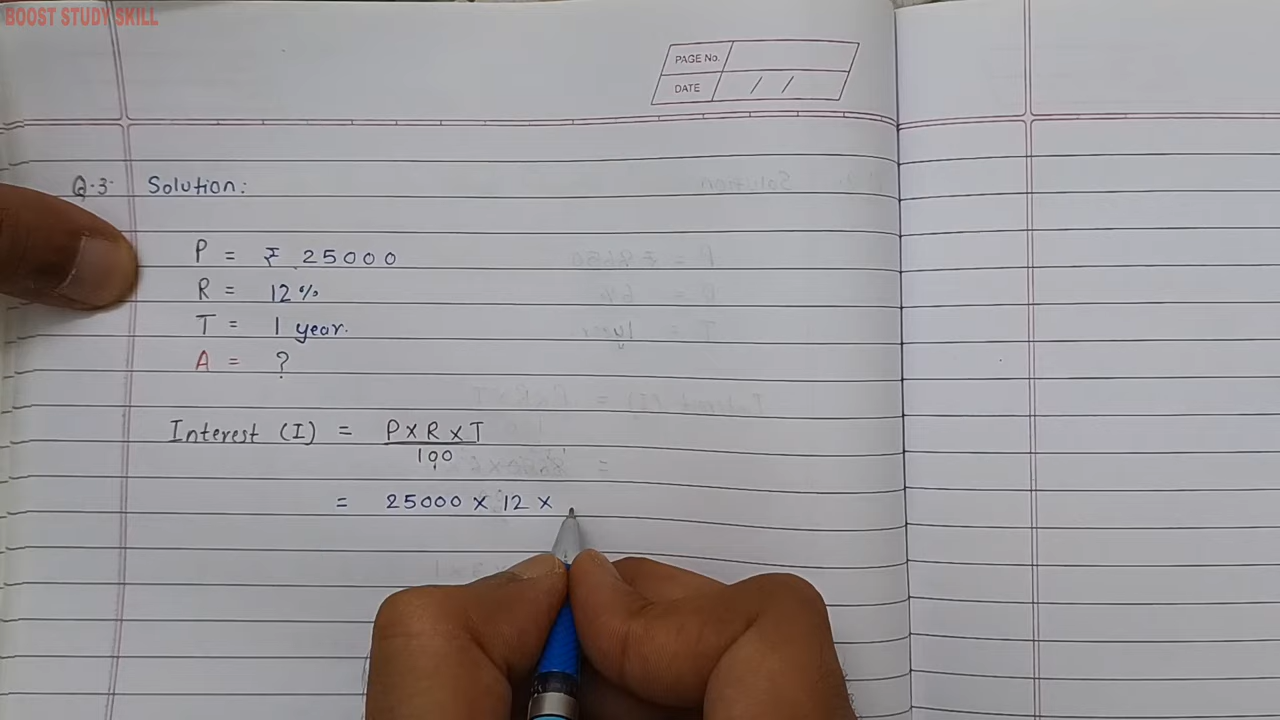 BOOST STUDY SKILL
PAGE No.
DATE / /
Q.3. Solution:
P = ₹ 25000
R = 12%
T = 1 year.
A = ?
Interest (I) = P×R×T
100
= 25000 × 12 ×